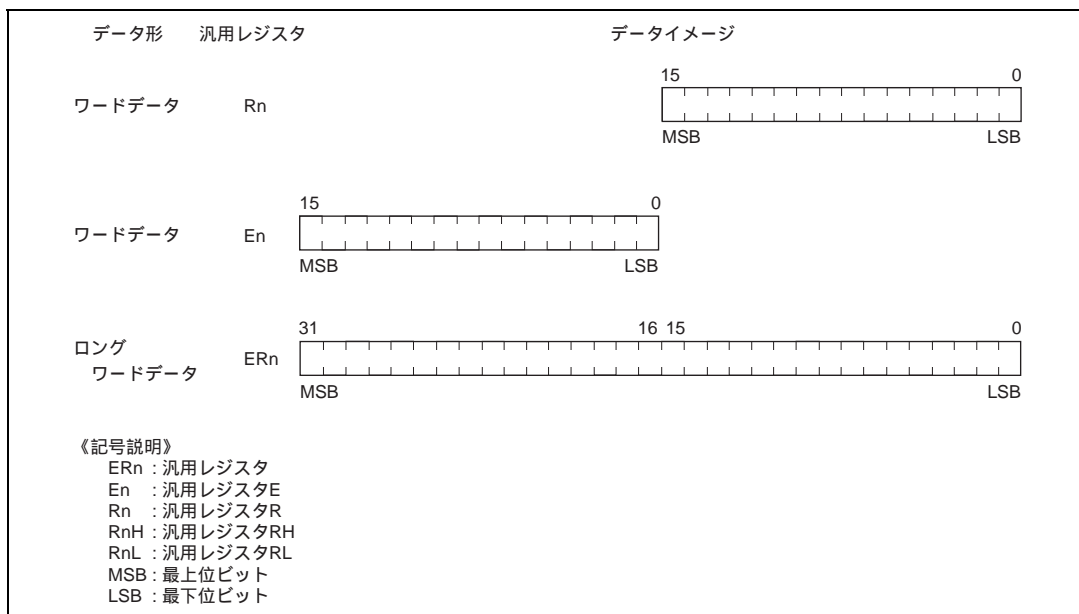 データ形 汎用レジスタ データイメージ
15 0
ワードデータ Rn
MSB LSB
15 0
ワードデータ En
MSB LSB
31 16 15 0
ロング
ワードデータ ERn
MSB LSB
《記号説明》
ERn : 汎用レジスタ
En : 汎用レジスタE
Rn : 汎用レジスタR
RnH : 汎用レジスタRH
RnL : 汎用レジスタRL
MSB : 最上位ビット
LSB : 最下位ビット